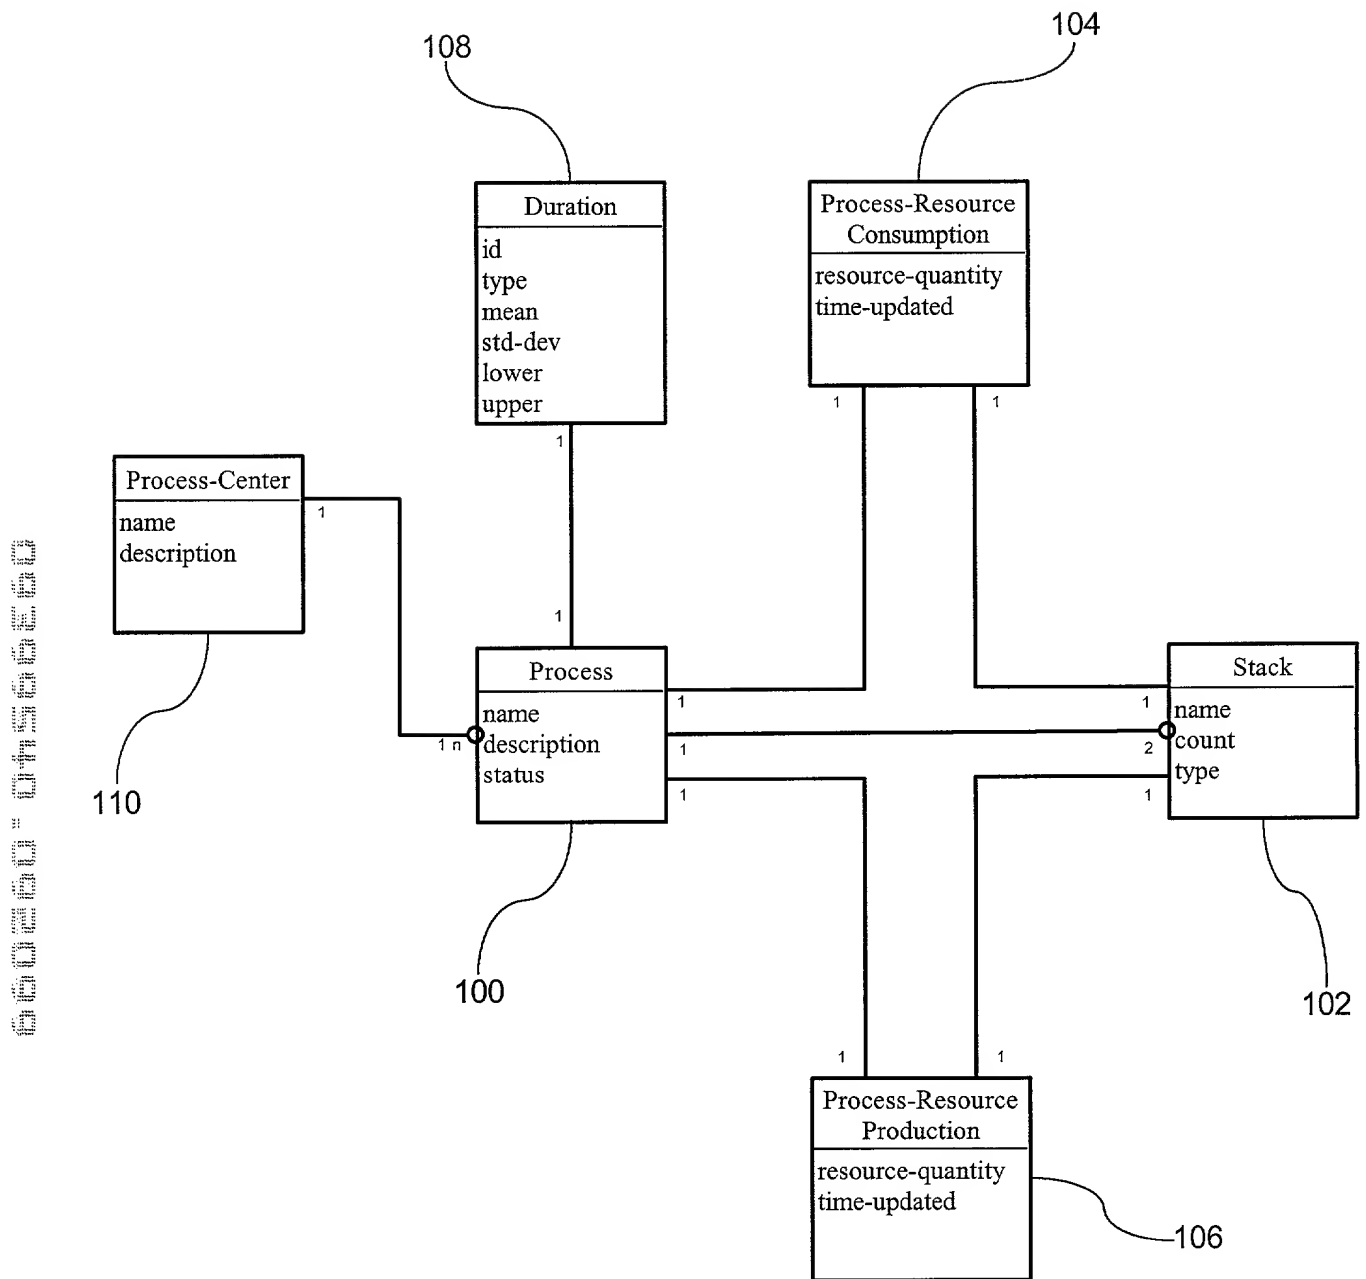 104
108
Duration
id
type
mean
std-dev
lower
upper
Process-Resource
Consumption
resource-quantity
time-updated
1
1
1
Process-Center
name
description
1
110
1
Process
name
description
status
1 n
1
1
1
100
Stack
name
count
type
1
2
1
102
1
1
Process-Resource
Production
resource-quantity
time-updated
106